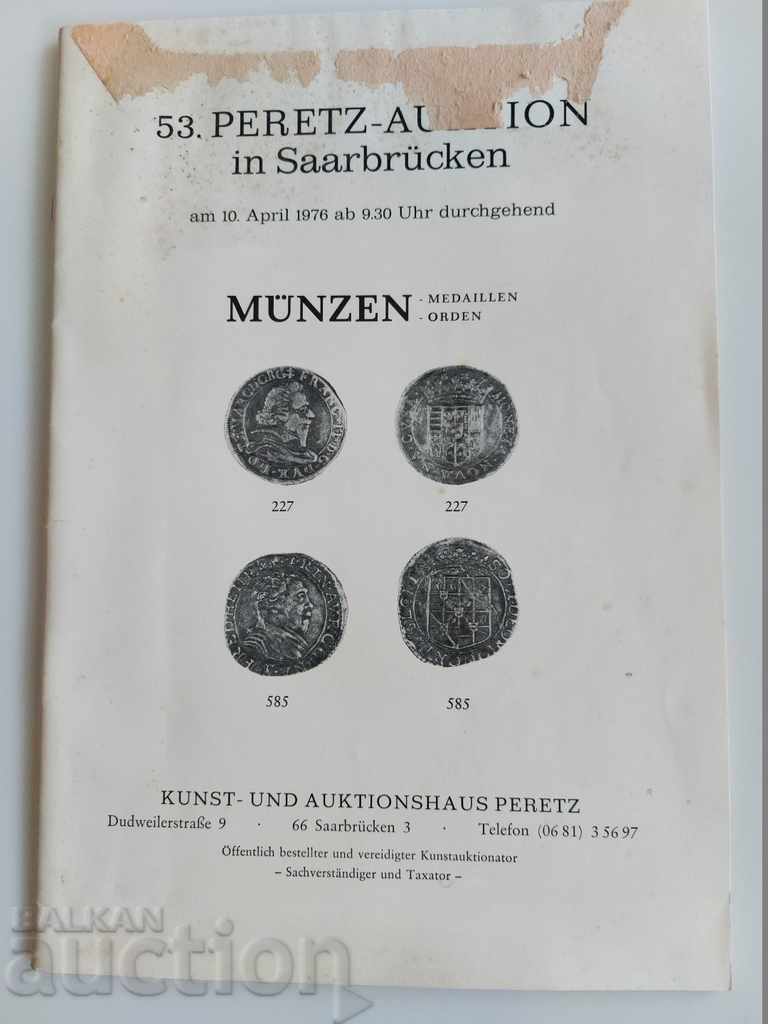 53. PERETZ-AUKTION
in Saarbrücken
am 10. April 1976 ab 9.30 Uhr durchgehend
MÜNZEN - MEDAILLEN
- ORDEN
227
227
585
585
KUNST- UND AUKTIONSHAUS PERETZ
Dudweilerstraße 9 · 66 Saarbrücken 3 · Telefon (06 81) 3 56 97
Öffentlich bestellter und vereidigter Kunstauktionator
– Sachverständiger und Taxator –
BALKAN
auction